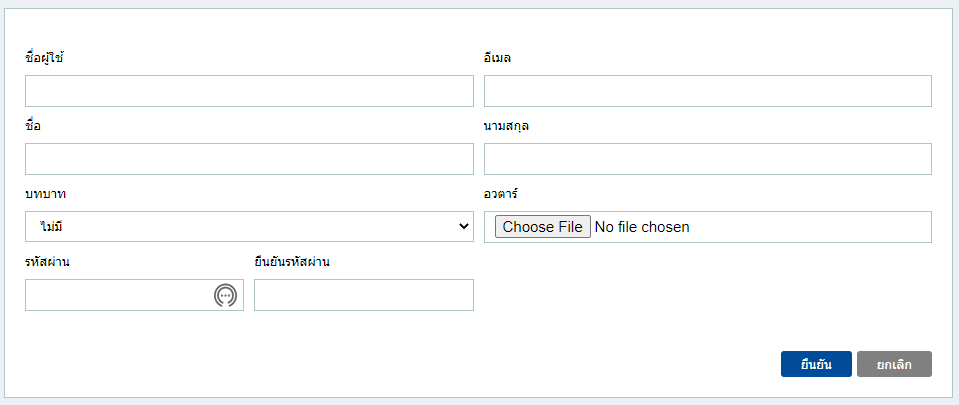 ชื่อผู้ใช้ อีเมล
ชื่อ นามสกุล
บทบาท อวตาร์
ไม่มี Choose File No file chosen
รหัสผ่าน ยืนยันรหัสผ่าน
ยืนยัน ยกเลิก